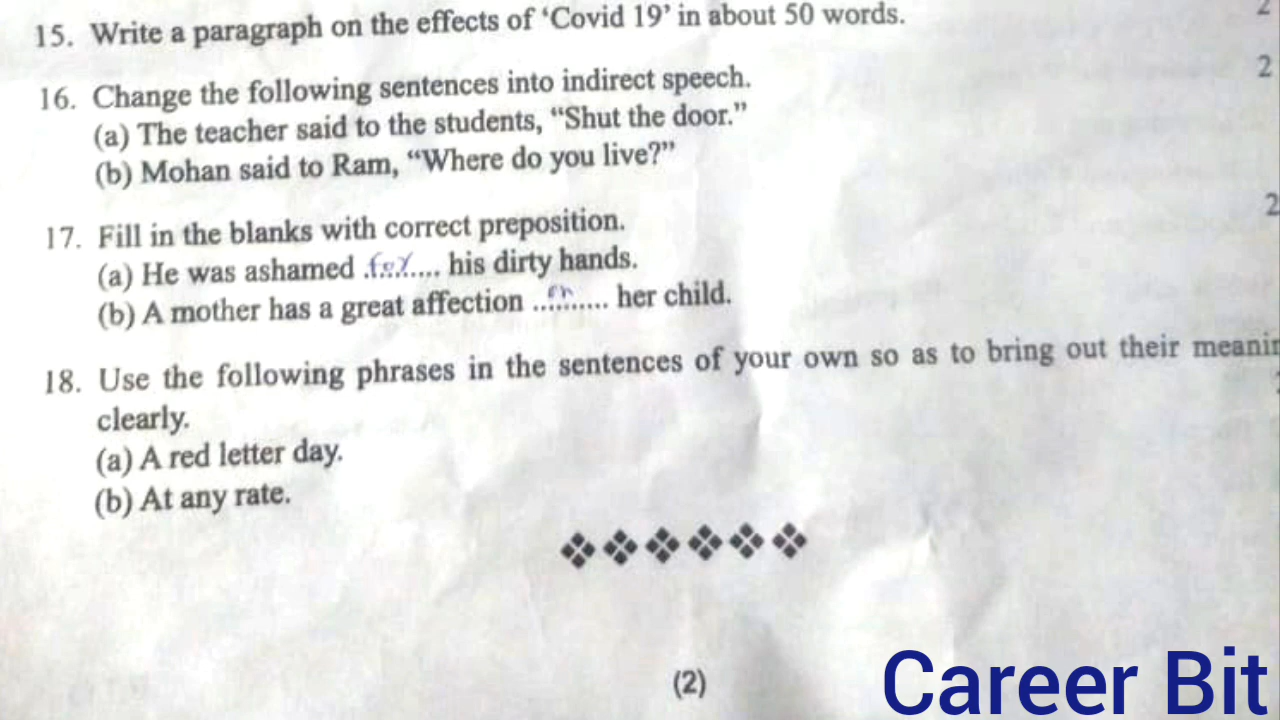 15. Write a paragraph on the effects of ‘Covid 19’ in about 50 words. 2
16. Change the following sentences into indirect speech. 2
(a) The teacher said to the students, “Shut the door.”
(b) Mohan said to Ram, “Where do you live?”
17. Fill in the blanks with correct preposition. 2
(a) He was ashamed ........ his dirty hands.
(b) A mother has a great affection .......... her child.
18. Use the following phrases in the sentences of your own so as to bring out their meanin
clearly.
(a) A red letter day.
(b) At any rate.
(2)
Career Bit